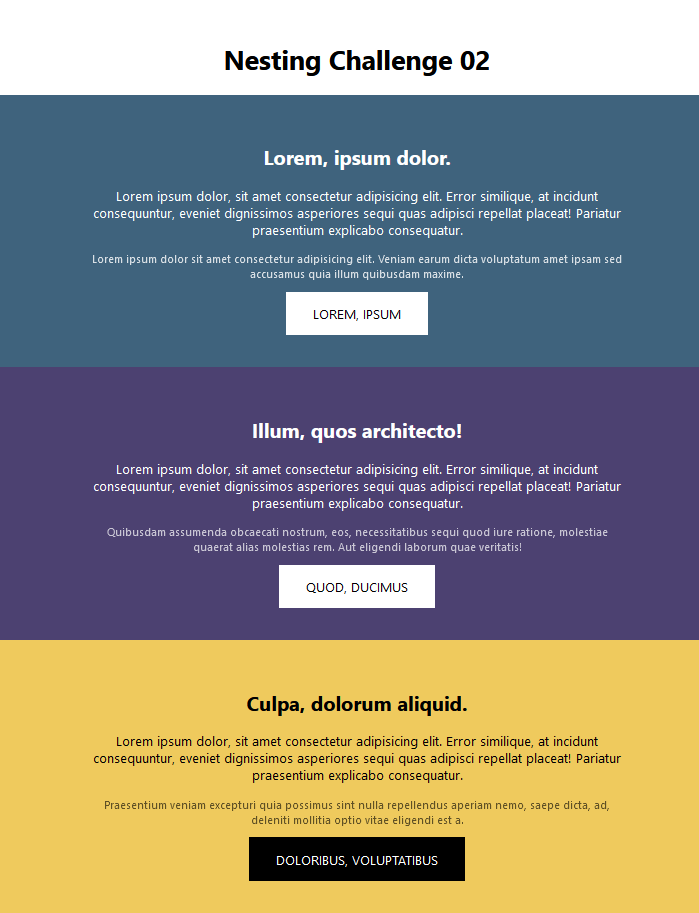 Nesting Challenge 02
Lorem, ipsum dolor.
Lorem ipsum dolor, sit amet consectetur adipisicing elit. Error similique, at incidunt
consequuntur, eveniet dignissimos asperiores sequi quas adipisci repellat placeat! Pariatur
praesentium explicabo consequatur.
Lorem ipsum dolor sit amet consectetur adipisicing elit. Veniam earum dicta voluptatum amet ipsam sed
accusamus quia illum quibusdam maxime.
LOREM, IPSUM
Illum, quos architecto!
Lorem ipsum dolor, sit amet consectetur adipisicing elit. Error similique, at incidunt
consequuntur, eveniet dignissimos asperiores sequi quas adipisci repellat placeat! Pariatur
praesentium explicabo consequatur.
Quibusdam assumenda obcaecati nostrum, eos, necessitatibus sequi quod iure ratione, molestiae
quaerat alias molestias rem. Aut eligendi laborum quae veritatis!
QUOD, DUCIMUS
Culpa, dolorum aliquid.
Lorem ipsum dolor, sit amet consectetur adipisicing elit. Error similique, at incidunt
consequuntur, eveniet dignissimos asperiores sequi quas adipisci repellat placeat! Pariatur
praesentium explicabo consequatur.
Praesentium veniam excepturi quia possimus sint nulla repellendus aperiam nemo, saepe dicta, ad,
deleniti mollitia optio vitae eligendi est a.
DOLORIBUS, VOLUPTATIBUS